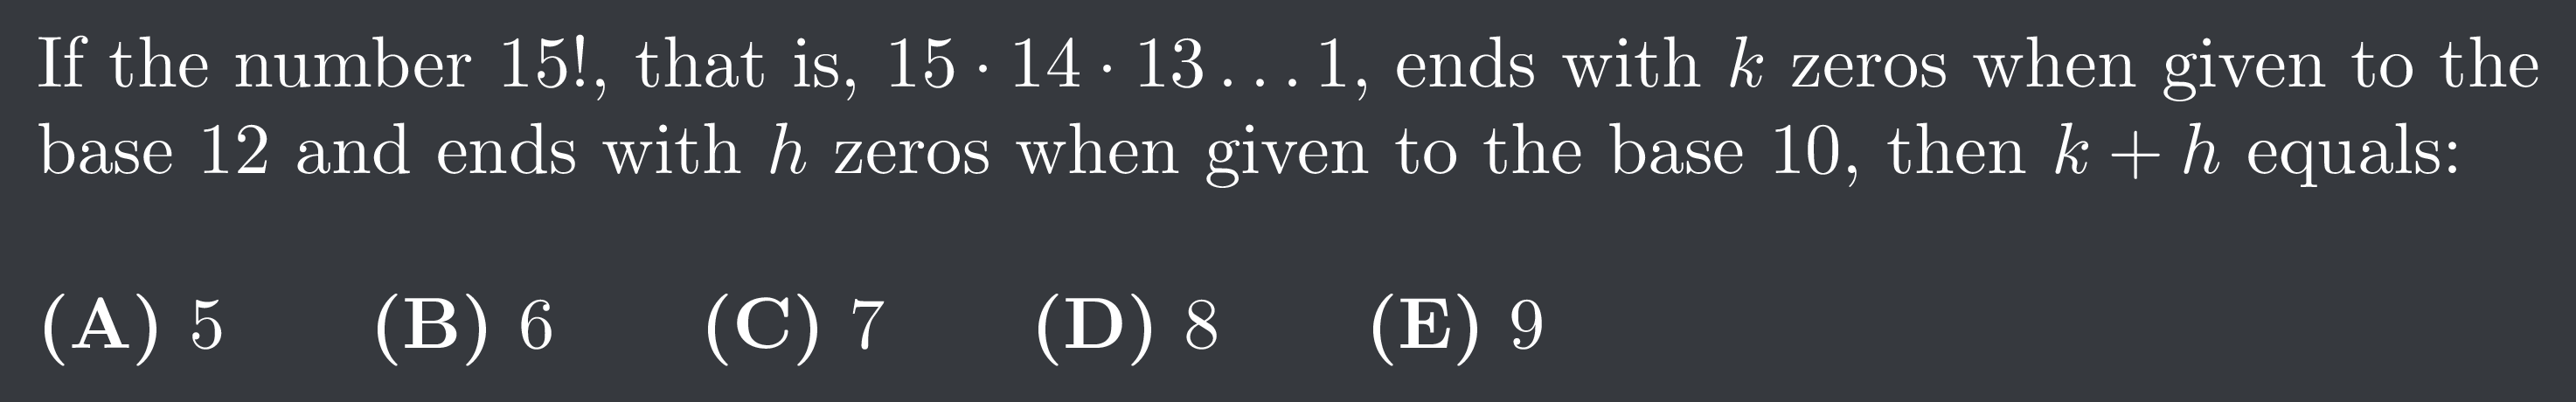 If the number 15!, that is, 15 · 14 · 13 . . . 1, ends with k zeros when given to the
base 12 and ends with h zeros when given to the base 10, then k + h equals:
(A) 5 (B) 6 (C) 7 (D) 8 (E) 9